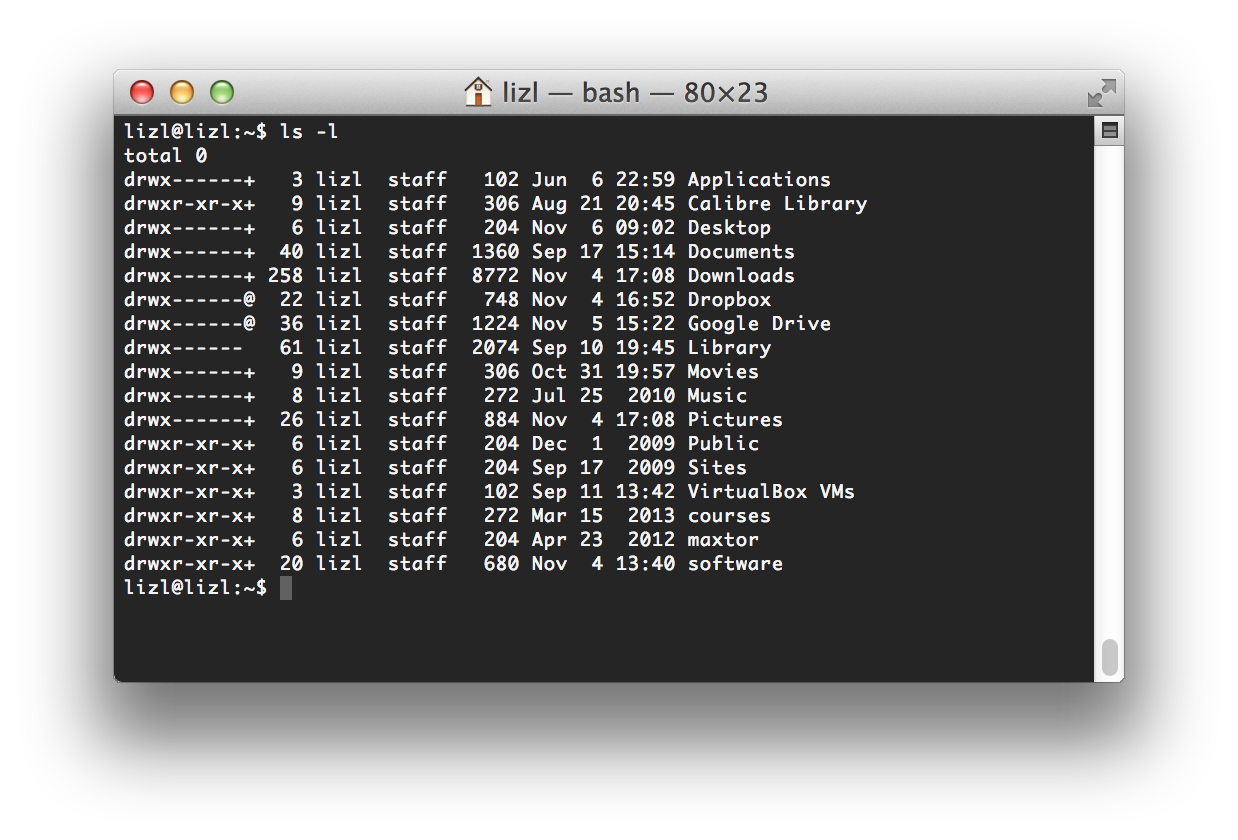 lizl — bash — 80×23
lizl@lizl:~$ ls -l
total 0
drwx------+   3 lizl  staff   102 Jun  6 22:59 Applications
drwxr-xr-x+   9 lizl  staff   306 Aug 21 20:45 Calibre Library
drwx------+   6 lizl  staff   204 Nov  6 09:02 Desktop
drwx------+  40 lizl  staff  1360 Sep 17 15:14 Documents
drwx------+ 258 lizl  staff  8772 Nov  4 17:08 Downloads
drwx------@  22 lizl  staff   748 Nov  4 16:52 Dropbox
drwx------@  36 lizl  staff  1224 Nov  5 15:22 Google Drive
drwx------   61 lizl  staff  2074 Sep 10 19:45 Library
drwx------+   9 lizl  staff   306 Oct 31 19:57 Movies
drwx------+   8 lizl  staff   272 Jul 25  2010 Music
drwx------+  26 lizl  staff   884 Nov  4 17:08 Pictures
drwxr-xr-x+   6 lizl  staff   204 Dec  1  2009 Public
drwxr-xr-x+   6 lizl  staff   204 Sep 17  2009 Sites
drwxr-xr-x+   3 lizl  staff   102 Sep 11 13:42 VirtualBox VMs
drwxr-xr-x+   8 lizl  staff   272 Mar 15  2013 courses
drwxr-xr-x+   6 lizl  staff   204 Apr 23  2012 maxtor
drwxr-xr-x+  20 lizl  staff   680 Nov  4 13:40 software
lizl@lizl:~$